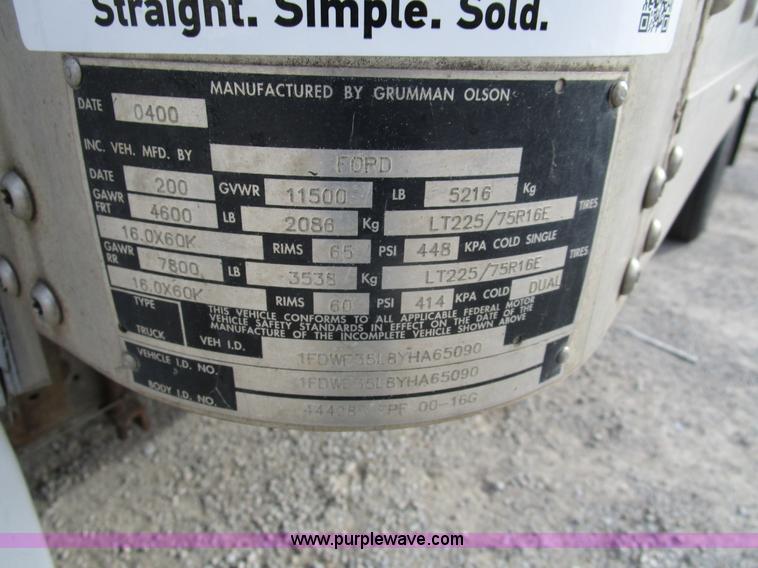 Straight. Simple. Sold.
MANUFACTURED BY GRUMMAN OLSON
DATE 0400
INC. VEH. MFD. BY FORD
DATE 200 GVWR 11500 LB 5216 Kg
GAWR FRT 4600 LB 2086 Kg LT225/75R16E TIRES
16.0X60K RIMS 65 PSI 448 KPA COLD SINGLE
GAWR RR 7800 LB 3538 Kg LT225/75R16E TIRES
16.0X60K RIMS 60 PSI 414 KPA COLD DUAL
TYPE TRUCK
THIS VEHICLE CONFORMS TO ALL APPLICABLE FEDERAL MOTOR
VEHICLE SAFETY STANDARDS IN EFFECT ON THE DATE OF THE
MANUFACTURE OF THE INCOMPLETE VEHICLE SHOWN ABOVE
VEH I.D. 1FDWE35L8YHA65090
VEHICLE I.D. NO. 1FDWE35L8YHA65090
BODY I.D. NO. 00-16G
www.purplewave.com